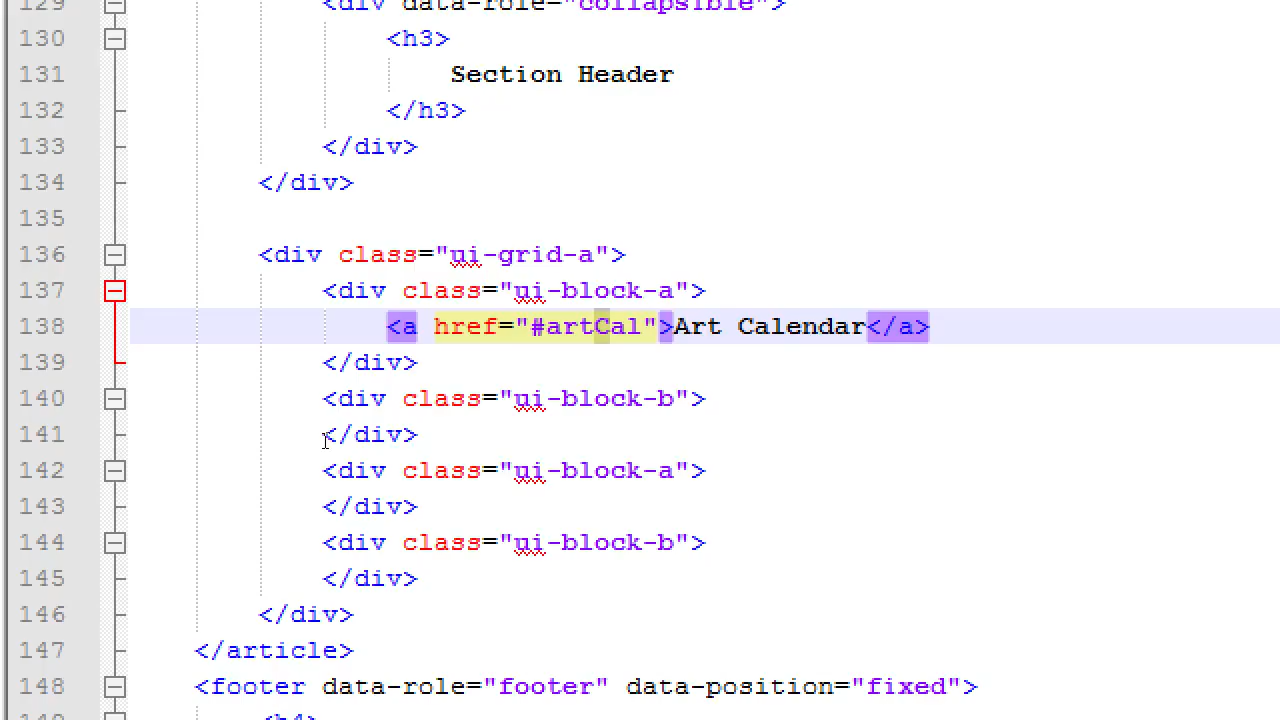 129 <div data-role="collapsible">
130 <h3>
131 Section Header
132 </h3>
133 </div>
134 </div>
135
136 <div class="ui-grid-a">
137 <div class="ui-block-a">
138 <a href="#artCal">Art Calendar</a>
139 </div>
140 <div class="ui-block-b">
141 </div>
142 <div class="ui-block-a">
143 </div>
144 <div class="ui-block-b">
145 </div>
146 </div>
147 </article>
148 <footer data-role="footer" data-position="fixed">
149 <h4>